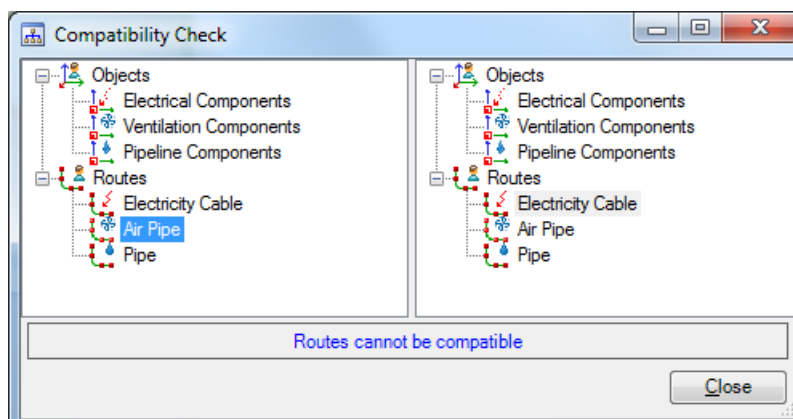 Compatibility Check
Objects
Electrical Components
Ventilation Components
Pipeline Components
Routes
Electricity Cable
Air Pipe
Pipe
Objects
Electrical Components
Ventilation Components
Pipeline Components
Routes
Electricity Cable
Air Pipe
Pipe
Routes cannot be compatible
Close